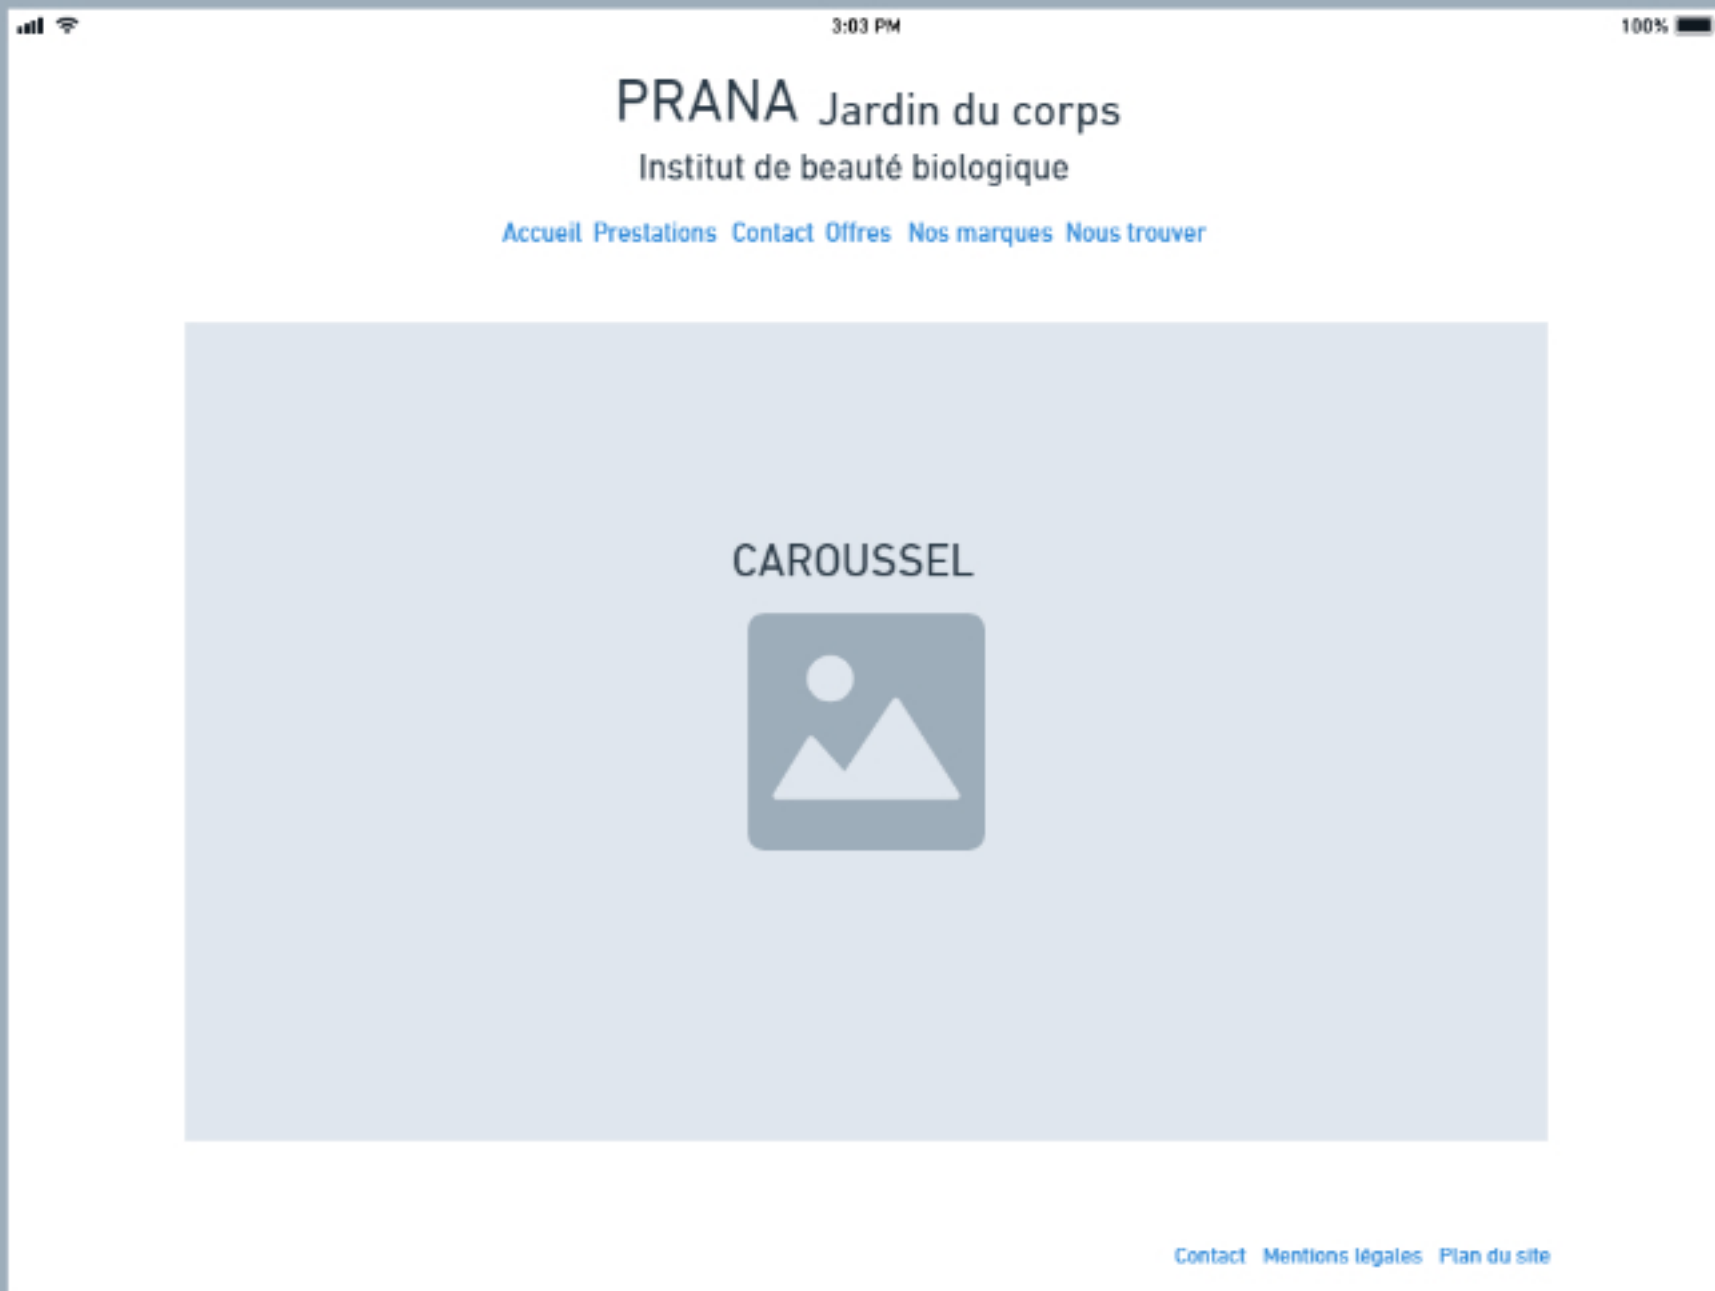 3:03 PM 100%
PRANA Jardin du corps
Institut de beauté biologique
Accueil Prestations Contact Offres Nos marques Nous trouver
CAROUSSEL
Contact Mentions légales Plan du site